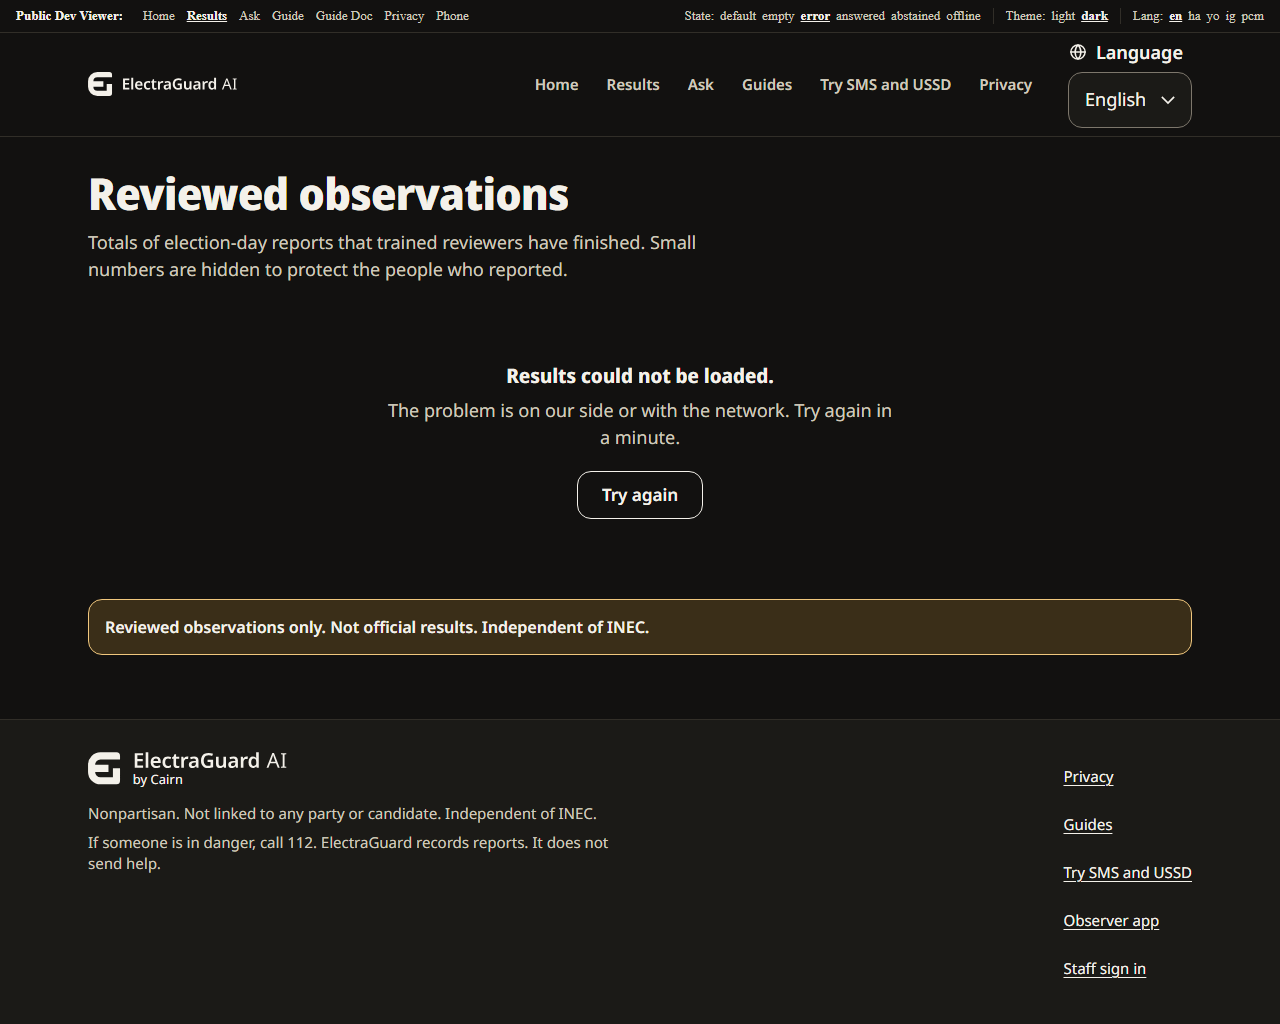 Public Dev Viewer: Home Results Ask Guide Guide Doc Privacy Phone State: default empty error answered abstained offline Theme: light dark Lang: en ha yo ig pcm
Language
ElectraGuard AI Home Results Ask Guides Try SMS and USSD Privacy
English
Reviewed observations
Totals of election-day reports that trained reviewers have finished. Small
numbers are hidden to protect the people who reported.
Results could not be loaded.
The problem is on our side or with the network. Try again in
a minute.
Try again
Reviewed observations only. Not official results. Independent of INEC.
ElectraGuard AI
by Cairn
Nonpartisan. Not linked to any party or candidate. Independent of INEC.
If someone is in danger, call 112. ElectraGuard records reports. It does not
send help.
Privacy
Guides
Try SMS and USSD
Observer app
Staff sign in